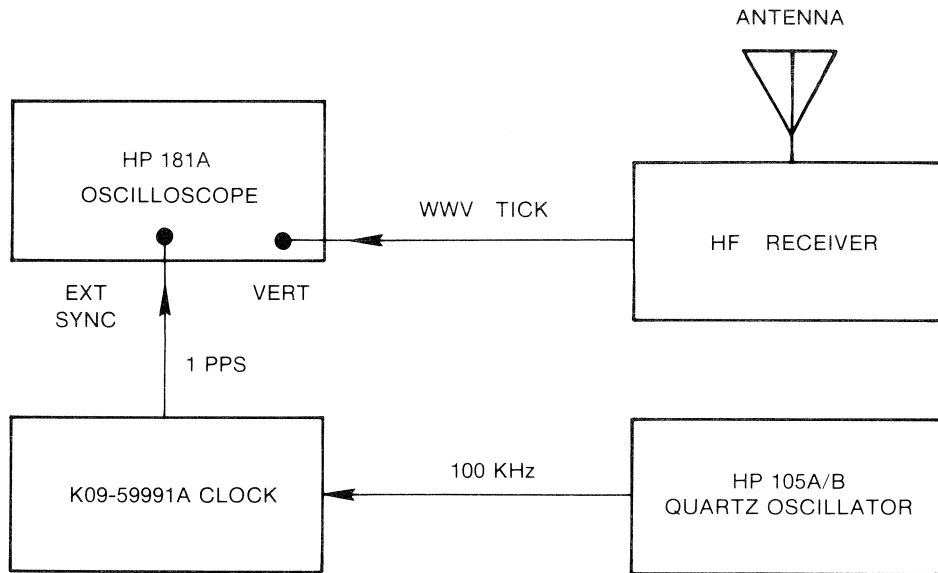 ANTENNA
HP 181A
OSCILLOSCOPE
WWV TICK
HF RECEIVER
EXT
SYNC
VERT
1 PPS
100 KHz
K09-59991A CLOCK
HP 105A/B
QUARTZ OSCILLATOR